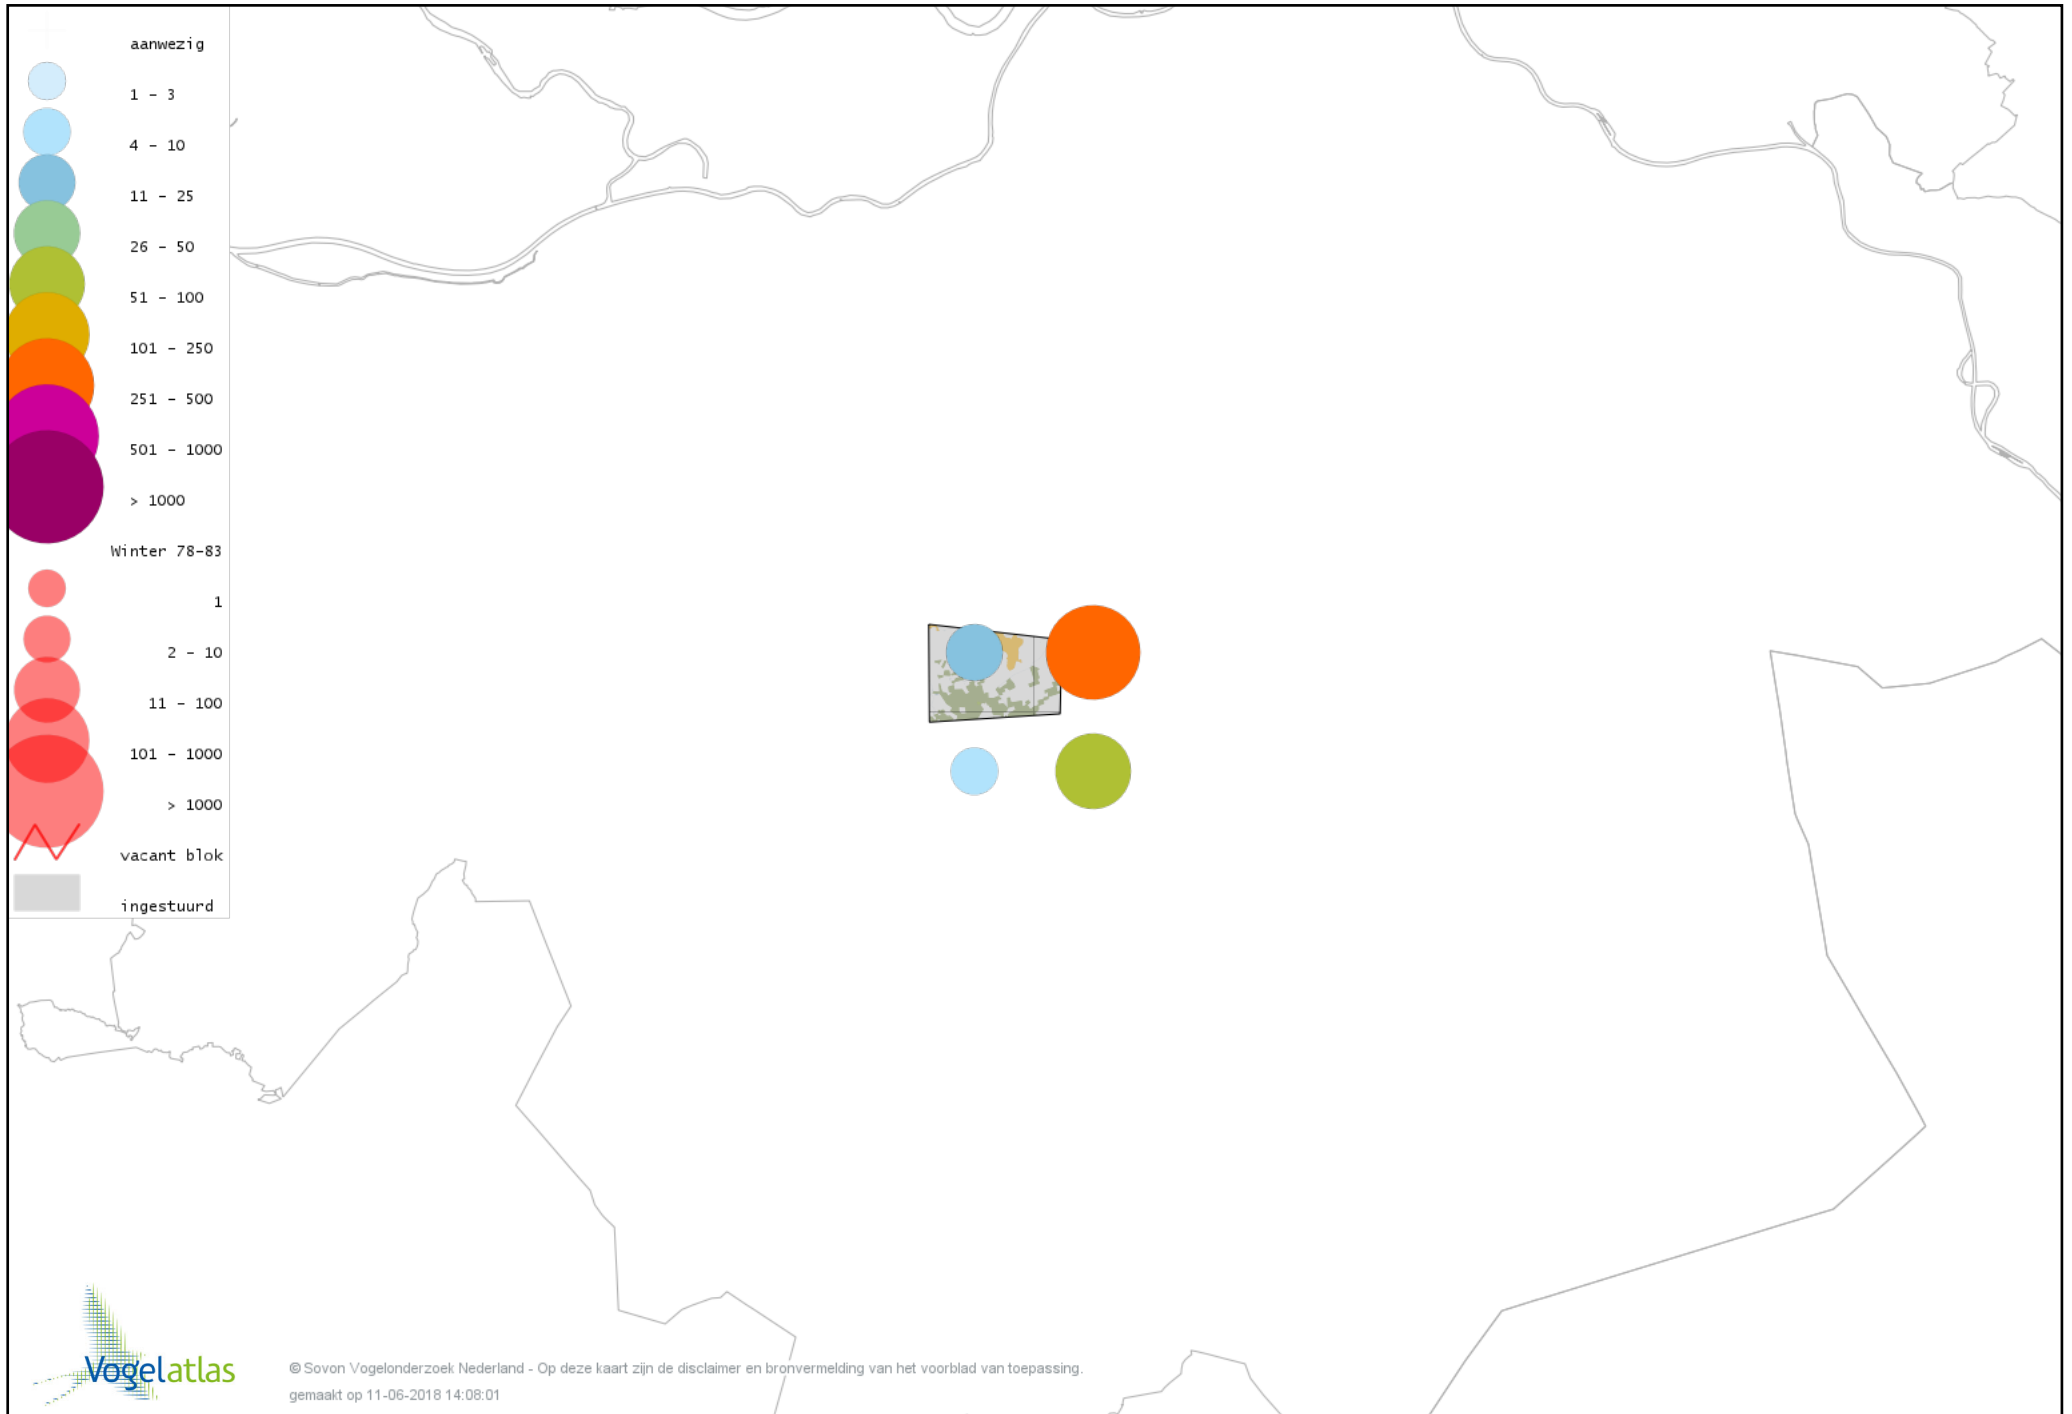 aanwezig
1 - 3
4 - 10
11 - 25
26 - 50
51 - 100
101 - 250
251 - 500
501 - 1000
> 1000
Winter 78-83
1
2 - 10
11 - 100
101 - 1000
> 1000
vacant blok
ingestuurd
Vogelatlas
© Sovon Vogelonderzoek Nederland - Op deze kaart zijn de disclaimer en bronvermelding van het voorblad van toepassing.
gemaakt op 11-06-2018 14:08:01